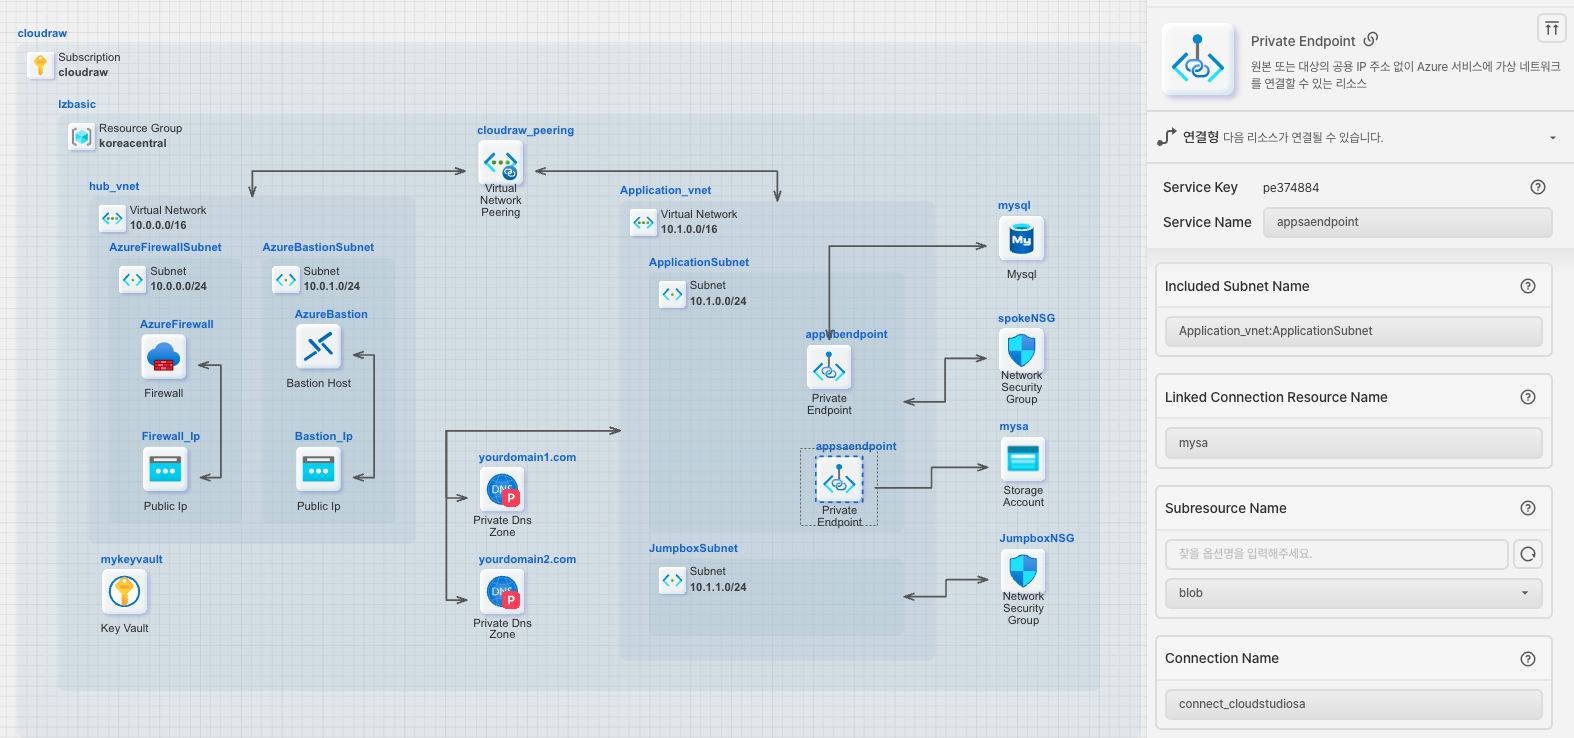 cloudraw
Subscription
cloudraw
lzbasic
Resource Group
koreacentral
cloudraw_peering
Virtual
Network
Peering
hub_vnet
Virtual Network
10.0.0.0/16
AzureFirewallSubnet
Subnet
10.0.0.0/24
AzureFirewall
Firewall
Firewall_Ip
Public Ip
AzureBastionSubnet
Subnet
10.0.1.0/24
AzureBastion
Bastion Host
Bastion_Ip
Public Ip
mykeyvault
Key Vault
yourdomain1.com
DNS
P
Private Dns
Zone
yourdomain2.com
DNS
P
Private Dns
Zone
Application_vnet
Virtual Network
10.1.0.0/16
ApplicationSubnet
Subnet
10.1.0.0/24
Private
Endpoint
appsaendpoint
Private
Endpoint
JumpboxSubnet
Subnet
10.1.1.0/24
mysql
My
Mysql
spokeNSG
Network
Security
Group
mysa
Storage
Account
JumpboxNSG
Network
Security
Group
Private Endpoint
원본 또는 대상의 공용 IP 주소 없이 Azure 서비스에 가상 네트워크
를 연결할 수 있는 리소스
연결형 다음 리소스가 연결될 수 있습니다.
Service Key pe374884
Service Name appsaendpoint
Included Subnet Name
Application_vnet:ApplicationSubnet
Linked Connection Resource Name
mysa
Subresource Name
찾을 옵션명을 입력해주세요.
blob
Connection Name
connect_cloudstudiosa